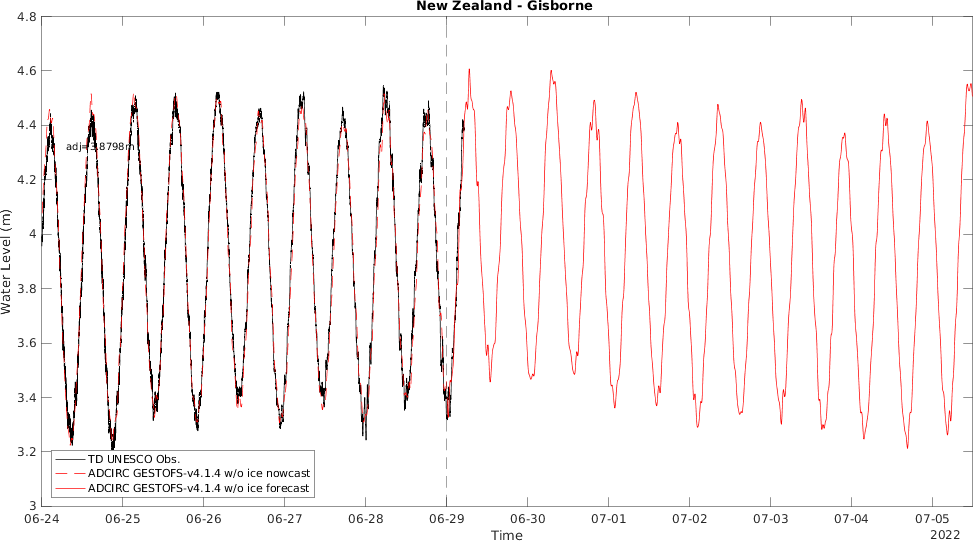 New Zealand - Gisborne
4.8
4.6
4.4
4.2
4
3.8
3.6
3.4
3.2
3
Water Level (m)
adj=3.8798m
TD UNESCO Obs.
ADCIRC GESTOFS-v4.1.4 w/o ice nowcast
ADCIRC GESTOFS-v4.1.4 w/o ice forecast
06-24 06-25 06-26 06-27 06-28 06-29 06-30 07-01 07-02 07-03 07-04 07-05
Time
2022